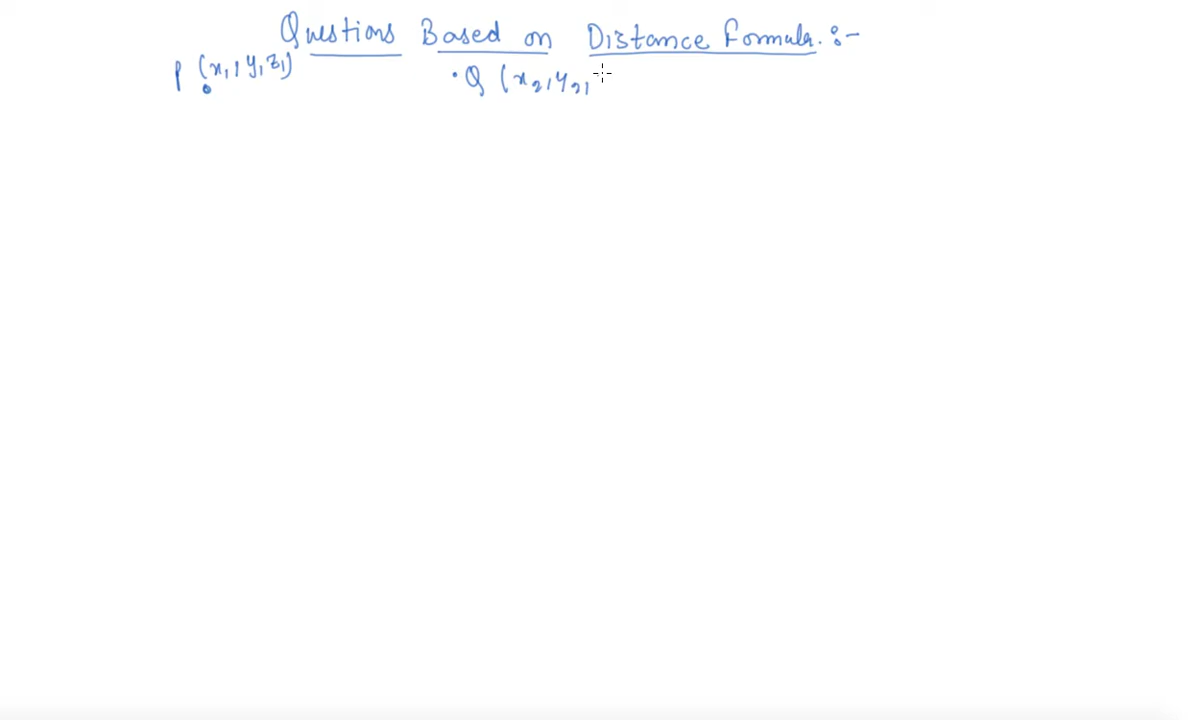 Questions Based on Distance Formula :-
P (x₁, y₁, z₁) · Q (x₂, y₂,